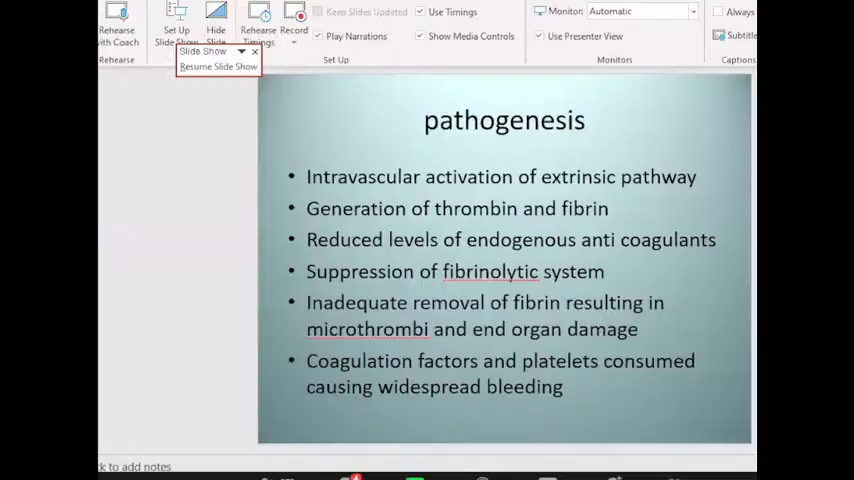 Rehearse
with Coach
Set Up
Slide Show
Hide
Slide
Rehearse
Timings
Record
Keep Slides Updated
Play Narrations
Use Timings
Show Media Controls
Monitor:
Automatic
Use Presenter View
Always
Subtitle
Rehearse
Set Up
Monitors
Captions
Slide Show
Resume Slide Show
pathogenesis
• Intravascular activation of extrinsic pathway
• Generation of thrombin and fibrin
• Reduced levels of endogenous anti coagulants
• Suppression of fibrinolytic system
• Inadequate removal of fibrin resulting in
microthrombi and end organ damage
• Coagulation factors and platelets consumed
causing widespread bleeding
ck to add notes